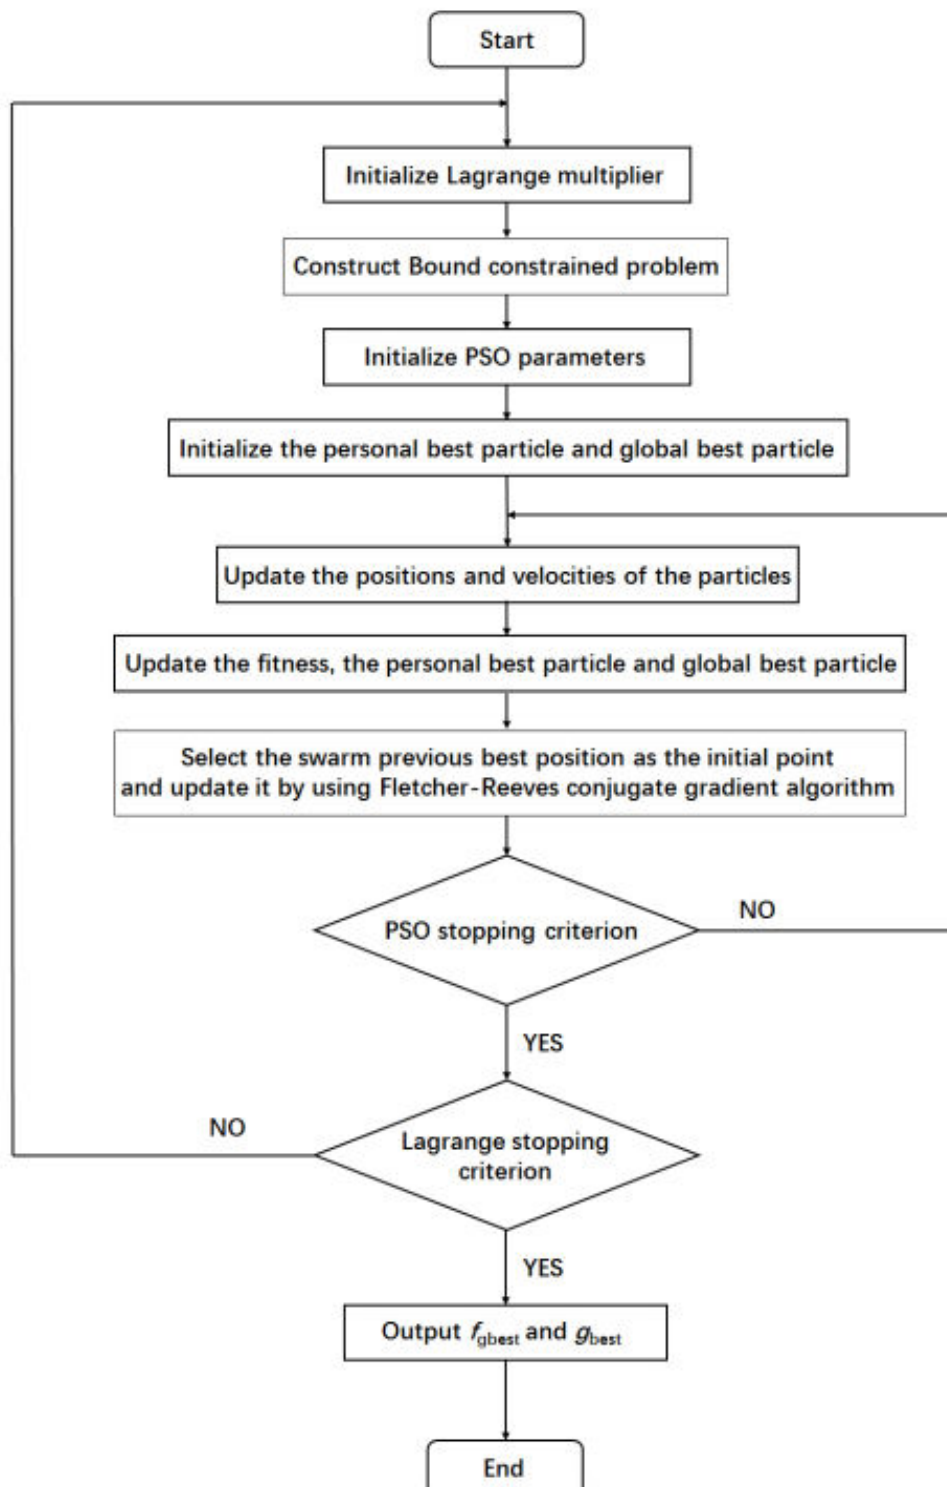 Start
Initialize Lagrange multiplier
Construct Bound constrained problem
Initialize PSO parameters
Initialize the personal best particle and global best particle
Update the positions and velocities of the particles
Update the fitness, the personal best particle and global best particle
Select the swarm previous best position as the initial point
and update it by using Fletcher-Reeves conjugate gradient algorithm
PSO stopping criterion
NO
YES
NO
Lagrange stopping
criterion
YES
Output fgbest and gbest
End